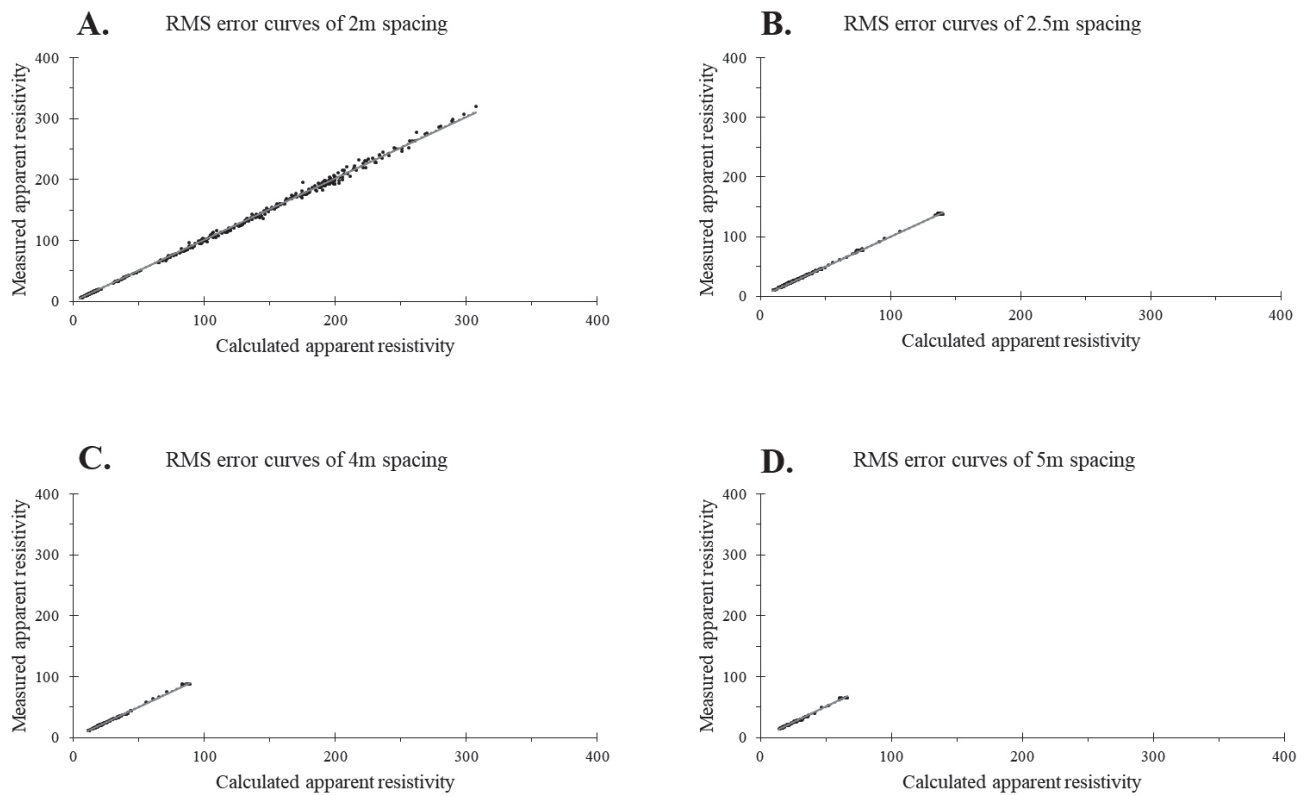 A. RMS error curves of 2m spacing
400
300
200
100
0
0 100 200 300 400
Measured apparent resistivity
Calculated apparent resistivity
B. RMS error curves of 2.5m spacing
400
300
200
100
0
0 100 200 300 400
Measured apparent resistivity
Calculated apparent resistivity
C. RMS error curves of 4m spacing
400
300
200
100
0
0 100 200 300 400
Measured apparent resistivity
Calculated apparent resistivity
D. RMS error curves of 5m spacing
400
300
200
100
0
0 100 200 300 400
Measured apparent resistivity
Calculated apparent resistivity